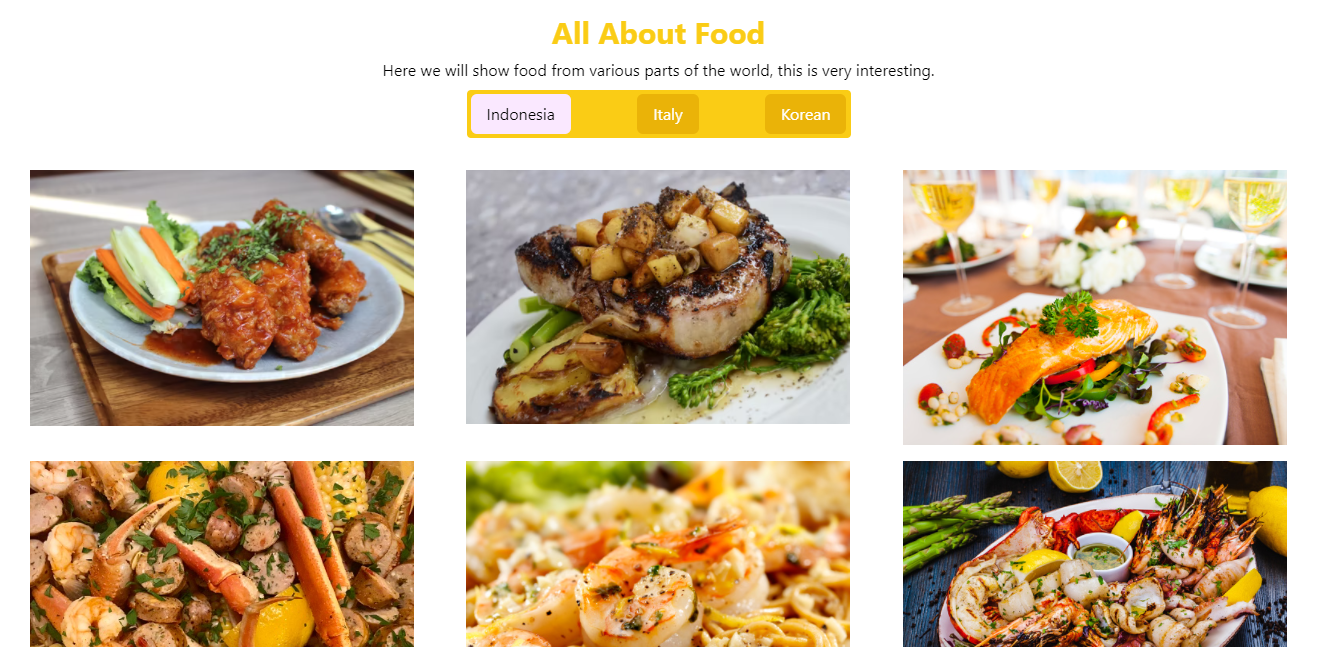 All About Food
Here we will show food from various parts of the world, this is very interesting.
Indonesia Italy Korean